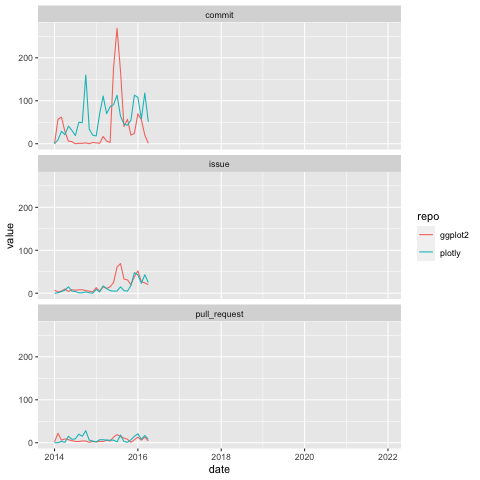 commit
200
100
0
issue
200
100
0
pull_request
200
100
0
2014
2016
2018
2020
2022
date
value
repo
ggplot2
plotly